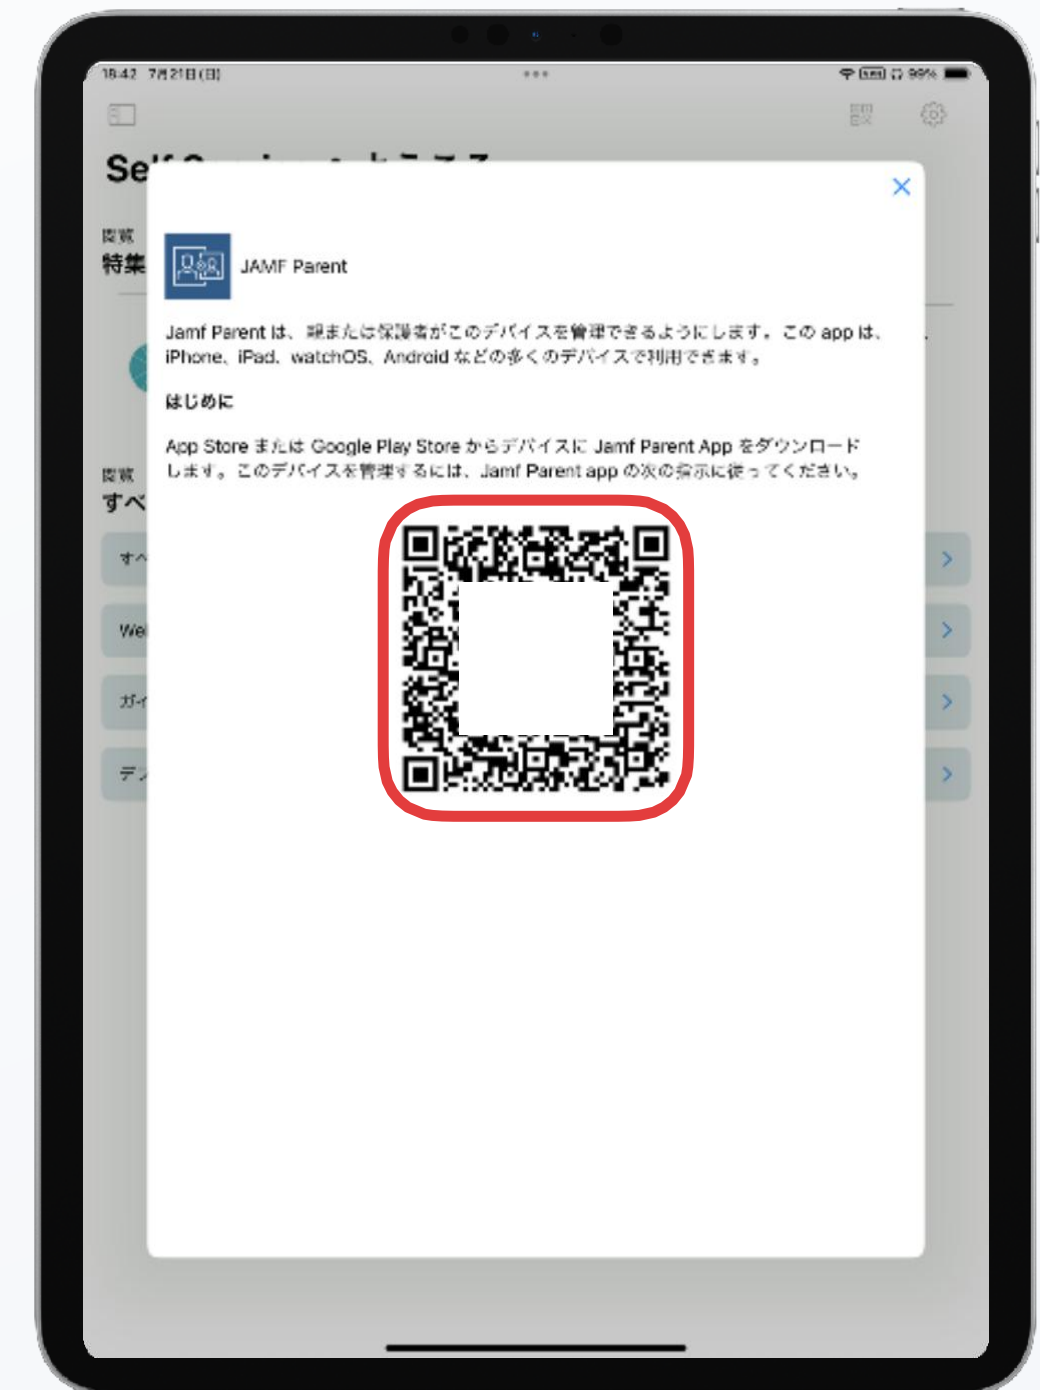 18:42 7月21日(日)
99%
閲覧
特集
JAMF Parent
Jamf Parent は、親または保護者がこのデバイスを管理できるようにします。この app は、
iPhone、iPad、watchOS、Android などの多くのデバイスで利用できます。
はじめに
App Store または Google Play Store からデバイスに Jamf Parent App をダウンロード
します。このデバイスを管理するには、Jamf Parent app の次の指示に従ってください。
閲覧
すべ
すべ
We
ガイ
デ